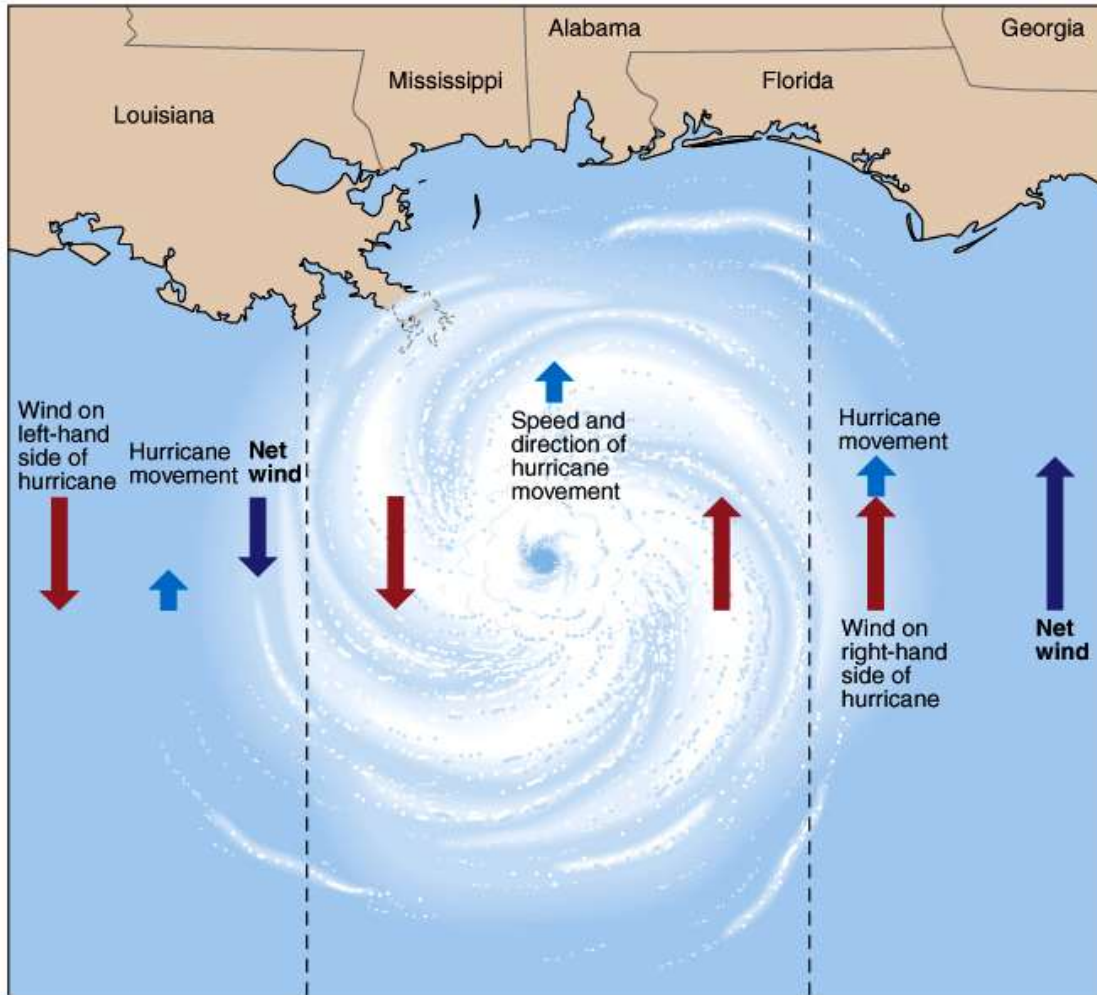 Alabama
Georgia
Mississippi
Florida
Louisiana
Wind on
left-hand
side of
hurricane
Hurricane
movement
Net
wind
Speed and
direction of
hurricane
movement
Hurricane
movement
Wind on
right-hand
side of
hurricane
Net
wind